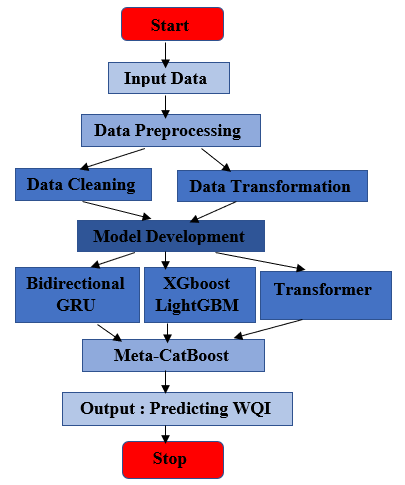 Start
Input Data
Data Preprocessing
Data Cleaning
Data Transformation
Model Development
Bidirectional
GRU
XGboost
LightGBM
Transformer
Meta-CatBoost
Output : Predicting WQI
Stop